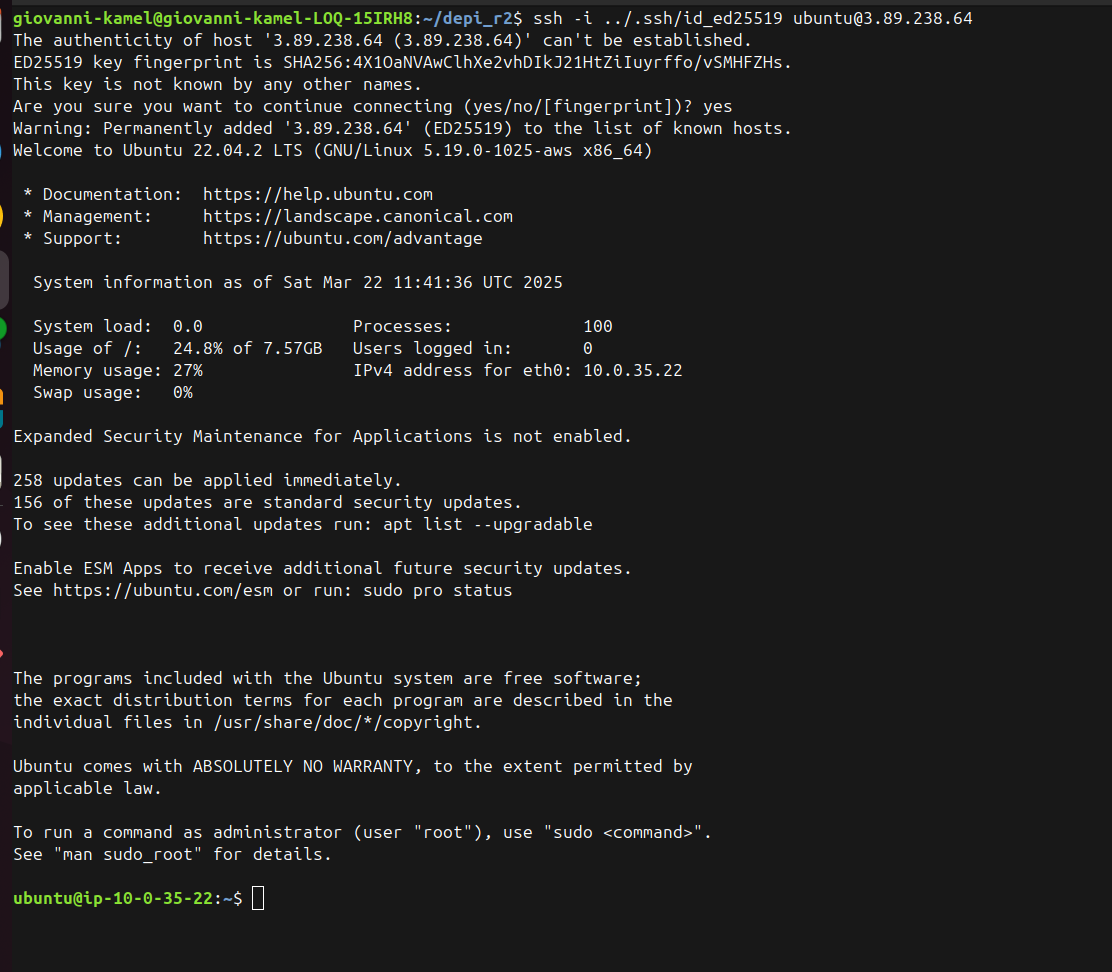 giovanni-kamel@giovanni-kamel-LOQ-15IRH8:~/depi_r2$ ssh -i ../.ssh/id_ed25519 ubuntu@3.89.238.64
The authenticity of host '3.89.238.64 (3.89.238.64)' can't be established.
ED25519 key fingerprint is SHA256:4X1OaNVAwClhXe2vhDIkJ21HtZiIuyrffo/vSMHFZHs.
This key is not known by any other names.
Are you sure you want to continue connecting (yes/no/[fingerprint])? yes
Warning: Permanently added '3.89.238.64' (ED25519) to the list of known hosts.
Welcome to Ubuntu 22.04.2 LTS (GNU/Linux 5.19.0-1025-aws x86_64)

 * Documentation:  https://help.ubuntu.com
 * Management:     https://landscape.canonical.com
 * Support:        https://ubuntu.com/advantage

  System information as of Sat Mar 22 11:41:36 UTC 2025

  System load:  0.0               Processes:             100
  Usage of /:   24.8% of 7.57GB   Users logged in:       0
  Memory usage: 27%               IPv4 address for eth0: 10.0.35.22
  Swap usage:   0%

Expanded Security Maintenance for Applications is not enabled.

258 updates can be applied immediately.
156 of these updates are standard security updates.
To see these additional updates run: apt list --upgradable

Enable ESM Apps to receive additional future security updates.
See https://ubuntu.com/esm or run: sudo pro status

The programs included with the Ubuntu system are free software;
the exact distribution terms for each program are described in the
individual files in /usr/share/doc/*/copyright.

Ubuntu comes with ABSOLUTELY NO WARRANTY, to the extent permitted by
applicable law.

To run a command as administrator (user "root"), use "sudo <command>".
See "man sudo_root" for details.

ubuntu@ip-10-0-35-22:~$